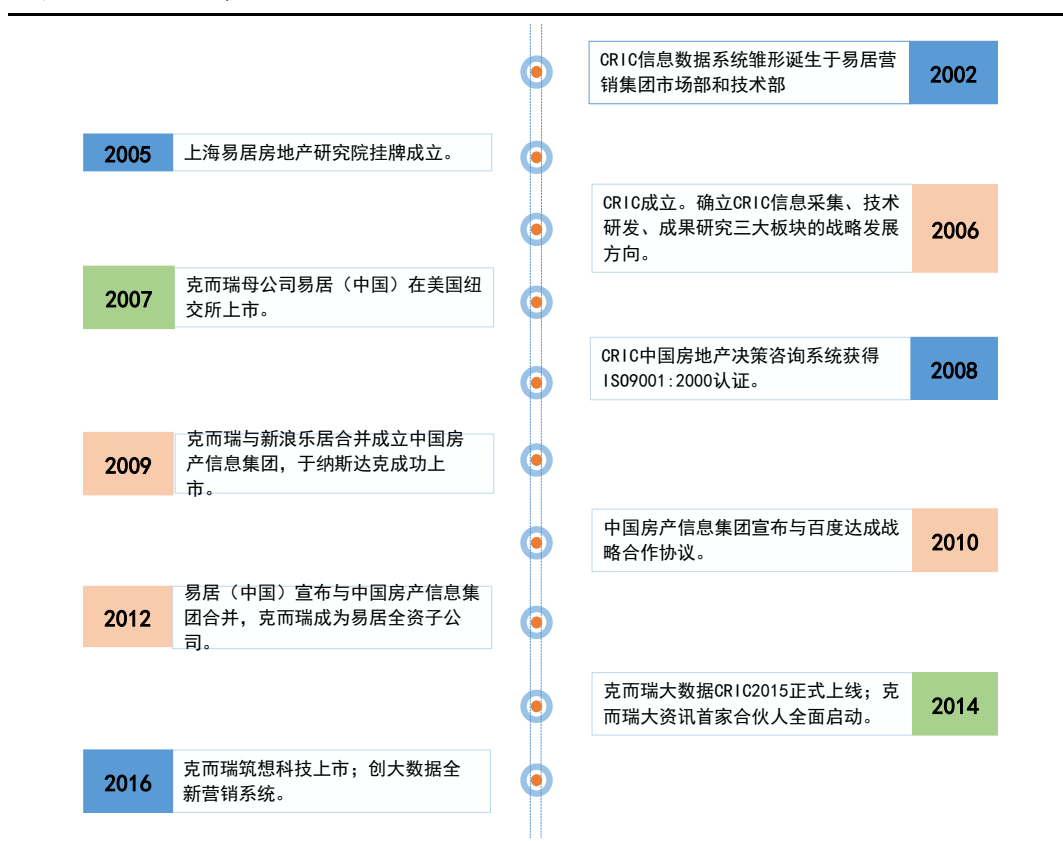 CRIC信息数据系统雏形诞生于易居营
销集团市场部和技术部
2002
2005
上海易居房地产研究院挂牌成立。
CRIC成立。确立CRIC信息采集、技术
研发、成果研究三大板块的战略发展
方向。
2006
2007
克而瑞母公司易居（中国）在美国纽
交所上市。
CRIC中国房地产决策咨询系统获得
ISO9001:2000认证。
2008
2009
克而瑞与新浪乐居合并成立中国房
产信息集团，于纳斯达克成功上
市。
中国房产信息集团宣布与百度达成战
略合作协议。
2010
2012
易居（中国）宣布与中国房产信息集
团合并，克而瑞成为易居全资子公
司。
克而瑞大数据CRIC2015正式上线；克
而瑞大资讯首家合伙人全面启动。
2014
2016
克而瑞筑想科技上市；创大数据全
新营销系统。